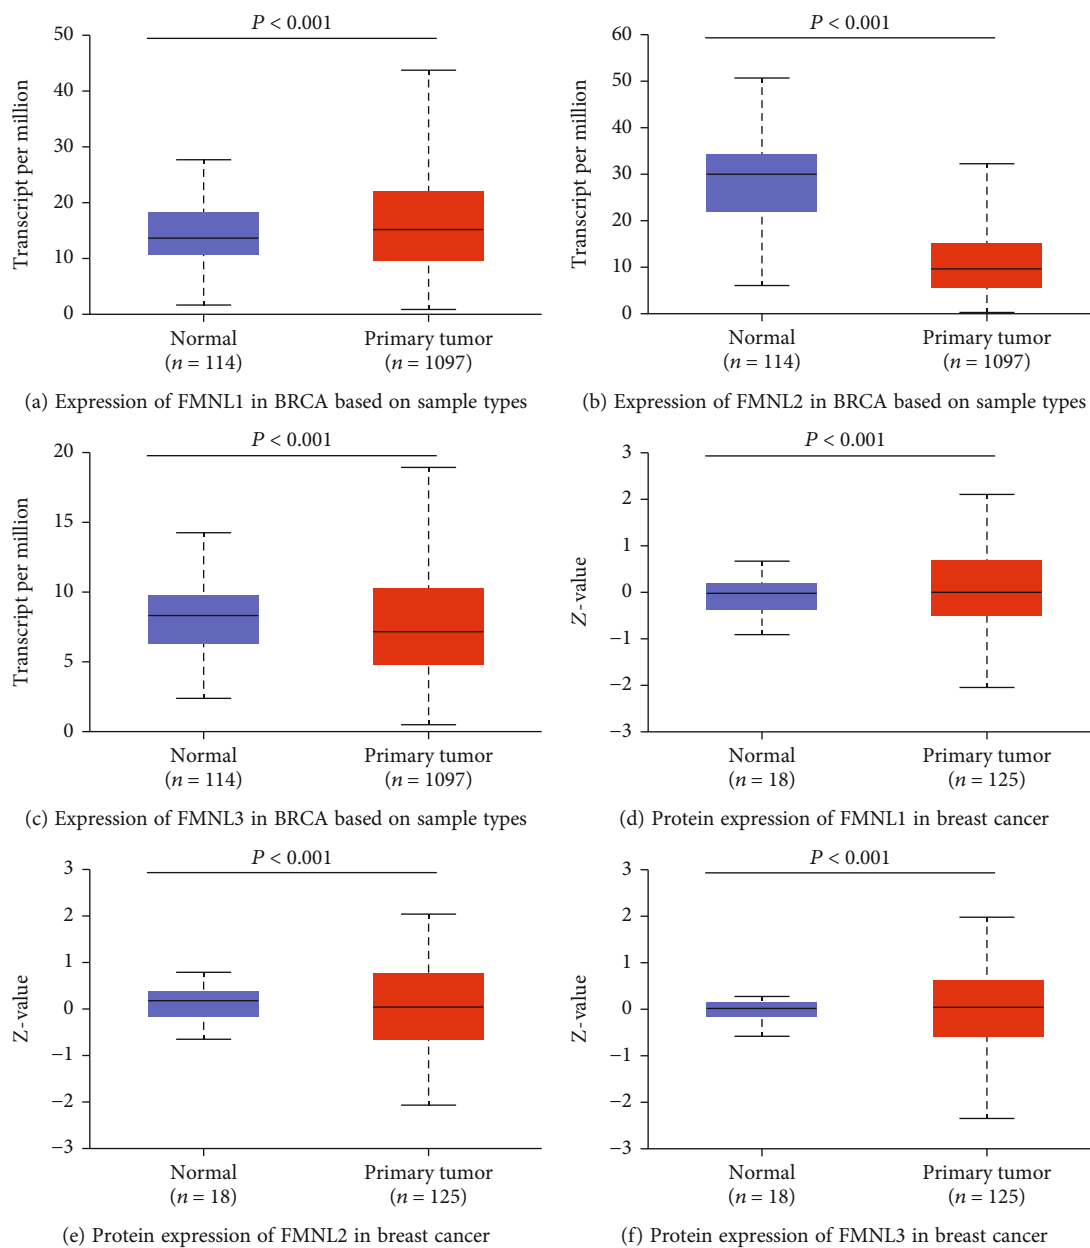 P < 0.001
50
40
30
20
10
0
Transcript per million
Normal
(n = 114)
Primary tumor
(n = 1097)
(a) Expression of FMNL1 in BRCA based on sample types
P < 0.001
60
50
40
30
20
10
0
Transcript per million
Normal
(n = 114)
Primary tumor
(n = 1097)
(b) Expression of FMNL2 in BRCA based on sample types
P < 0.001
20
15
10
5
0
Transcript per million
Normal
(n = 114)
Primary tumor
(n = 1097)
(c) Expression of FMNL3 in BRCA based on sample types
P < 0.001
3
2
1
0
−1
−2
−3
Z-value
Normal
(n = 18)
Primary tumor
(n = 125)
(d) Protein expression of FMNL1 in breast cancer
P < 0.001
3
2
1
0
−1
−2
−3
Z-value
Normal
(n = 18)
Primary tumor
(n = 125)
(e) Protein expression of FMNL2 in breast cancer
P < 0.001
3
2
1
0
−1
−2
−3
Z-value
Normal
(n = 18)
Primary tumor
(n = 125)
(f) Protein expression of FMNL3 in breast cancer